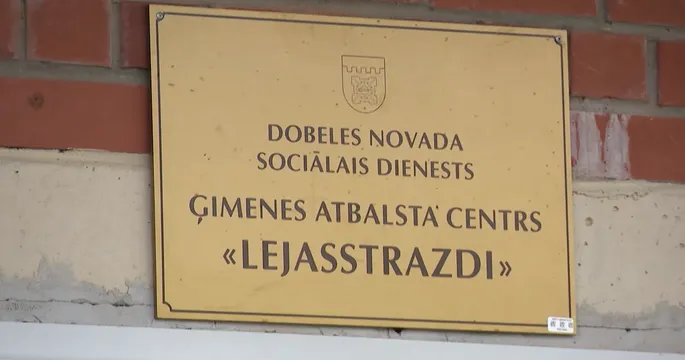 DOBELES NOVADA
SOCIĀLAIS DIENESTS
ĢIMENES ATBALSTA CENTRS
«LEJASSTRAZDI»